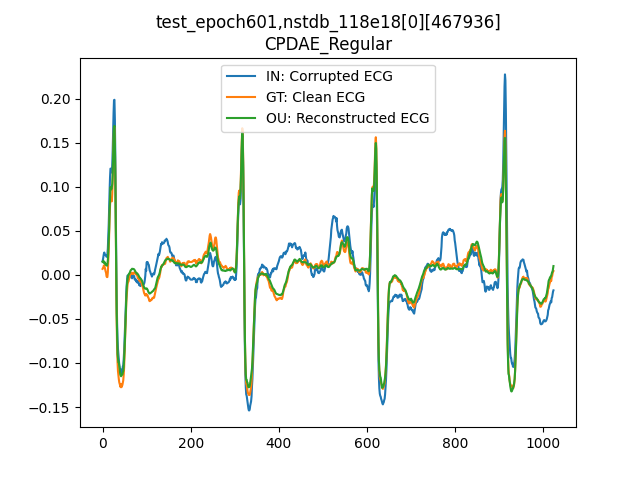 test_epoch601,nstdb_118e18[0][467936]
CPDAE_Regular
IN: Corrupted ECG
GT: Clean ECG
OU: Reconstructed ECG
0.20
0.15
0.10
0.05
0.00
−0.05
−0.10
−0.15
0 200 400 600 800 1000